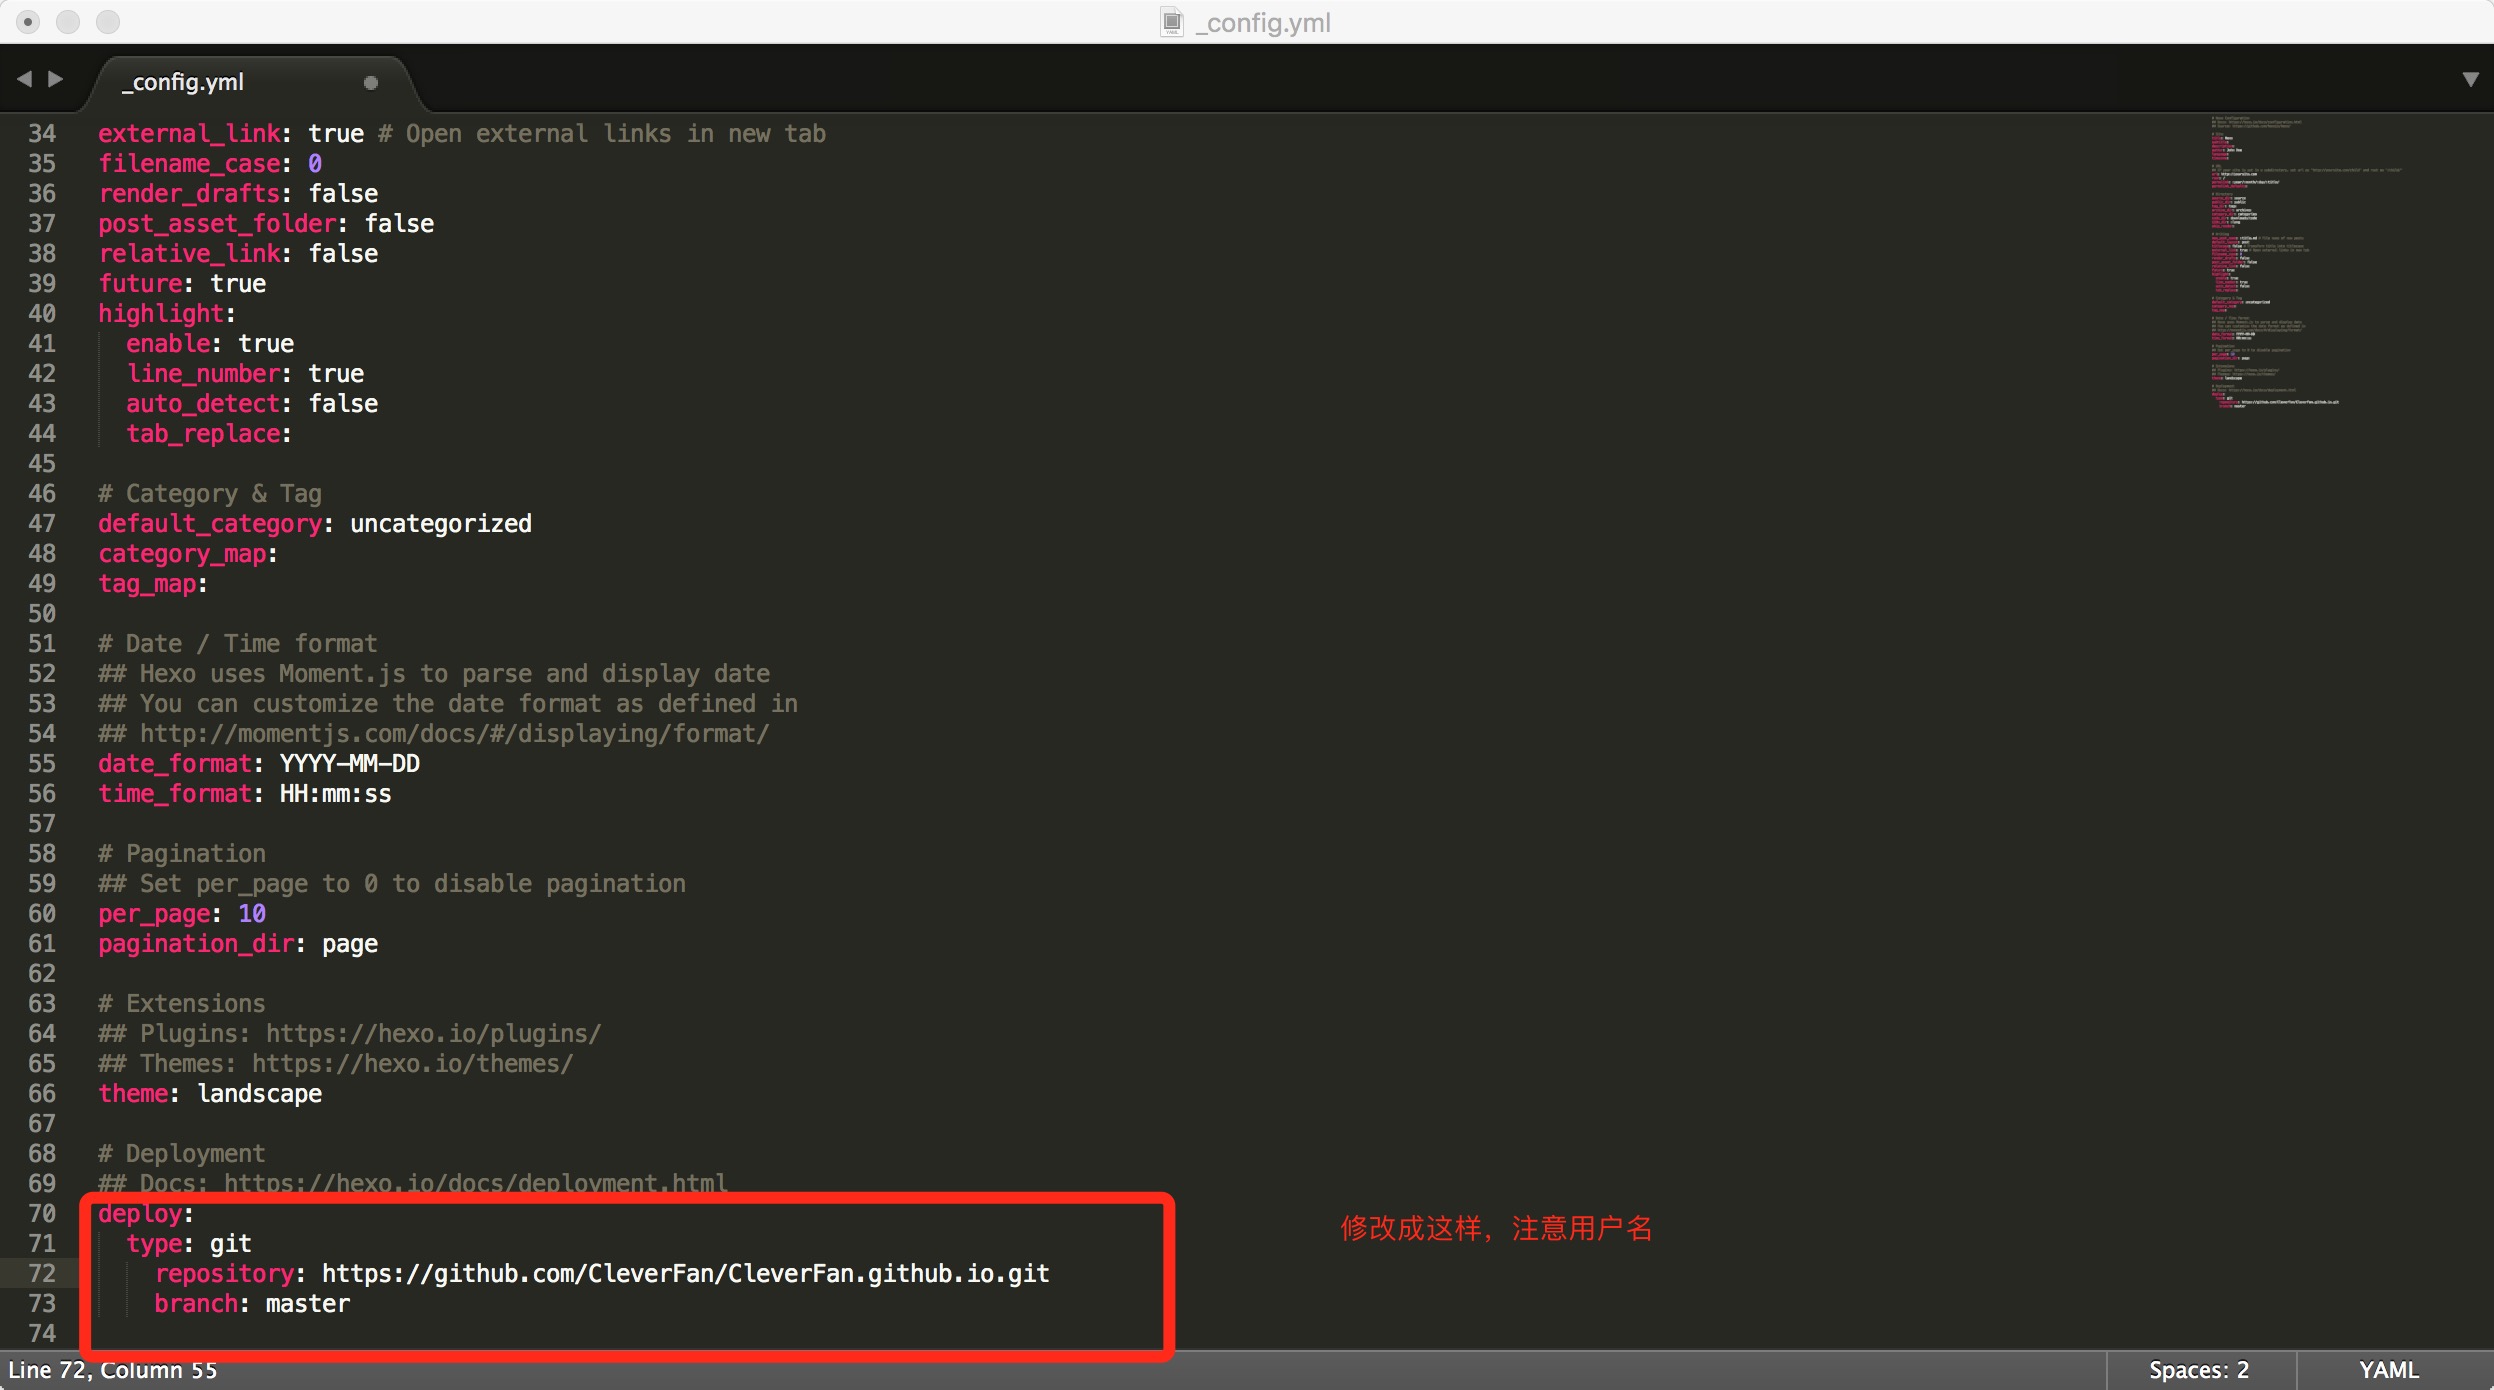 _config.yml
_config.yml
34 external_link: true # Open external links in new tab
35 filename_case: 0
36 render_drafts: false
37 post_asset_folder: false
38 relative_link: false
39 future: true
40 highlight:
41 enable: true
42 line_number: true
43 auto_detect: false
44 tab_replace:
45
46 # Category & Tag
47 default_category: uncategorized
48 category_map:
49 tag_map:
50
51 # Date / Time format
52 ## Hexo uses Moment.js to parse and display date
53 ## You can customize the date format as defined in
54 ## http://momentjs.com/docs/#/displaying/format/
55 date_format: YYYY-MM-DD
56 time_format: HH:mm:ss
57
58 # Pagination
59 ## Set per_page to 0 to disable pagination
60 per_page: 10
61 pagination_dir: page
62
63 # Extensions
64 ## Plugins: https://hexo.io/plugins/
65 ## Themes: https://hexo.io/themes/
66 theme: landscape
67
68 # Deployment
69 ## Docs: https://hexo.io/docs/deployment.html
70 deploy:
71 type: git
修改成这样，注意用户名
72 repository: https://github.com/CleverFan/CleverFan.github.io.git
73 branch: master
74
Line 72, Column 55
Spaces: 2
YAML